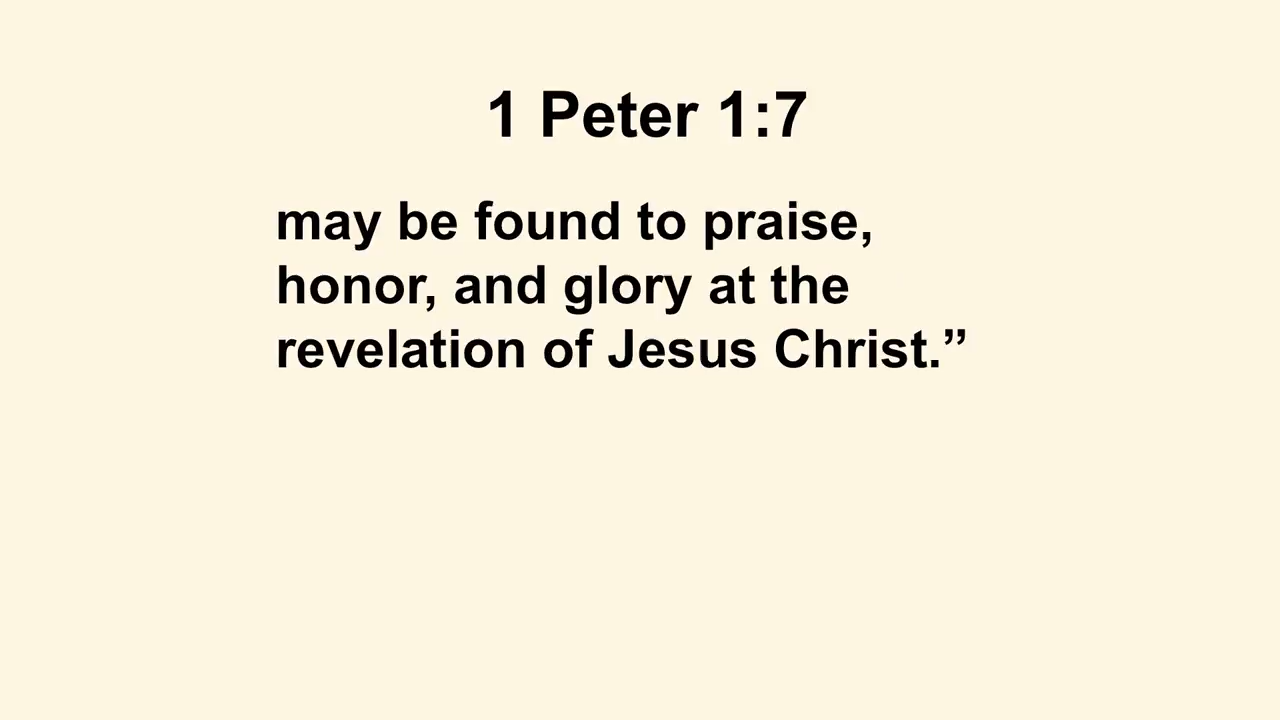 1 Peter 1:7
may be found to praise,
honor, and glory at the
revelation of Jesus Christ.”